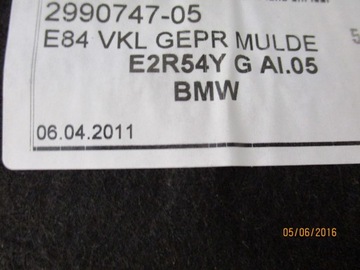 2990747-05
E84 VKL GEPR MULDE
E2R54Y G AI.05
BMW
06.04.2011
05/06/2016